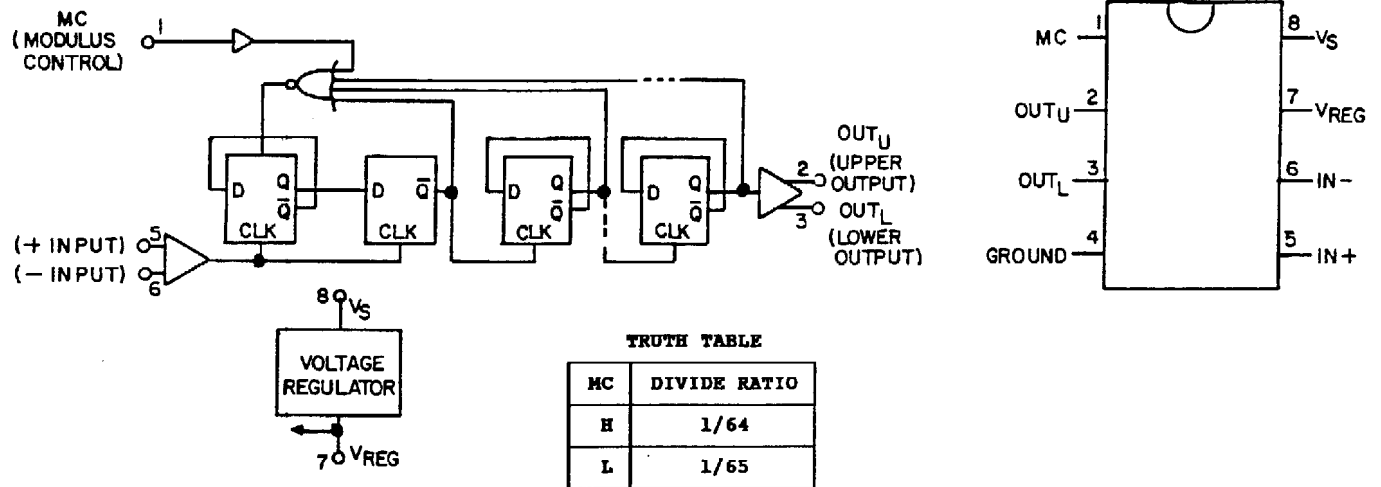 MC
(MODULUS
CONTROL)
1
D
Q
Q̅
CLK
D
Q̅
CLK
D
Q
Q̅
CLK
D
Q
Q̅
CLK
OUTU
(UPPER
OUTPUT)
2
3
OUTL
(LOWER
OUTPUT)
(+ INPUT) 5
(− INPUT) 6
8 VS
VOLTAGE
REGULATOR
7 VREG
TRUTH TABLE
MC DIVIDE RATIO
H 1/64
L 1/65
MC 1
OUTU 2
OUTL 3
GROUND 4
8 VS
7 VREG
6 IN-
5 IN+